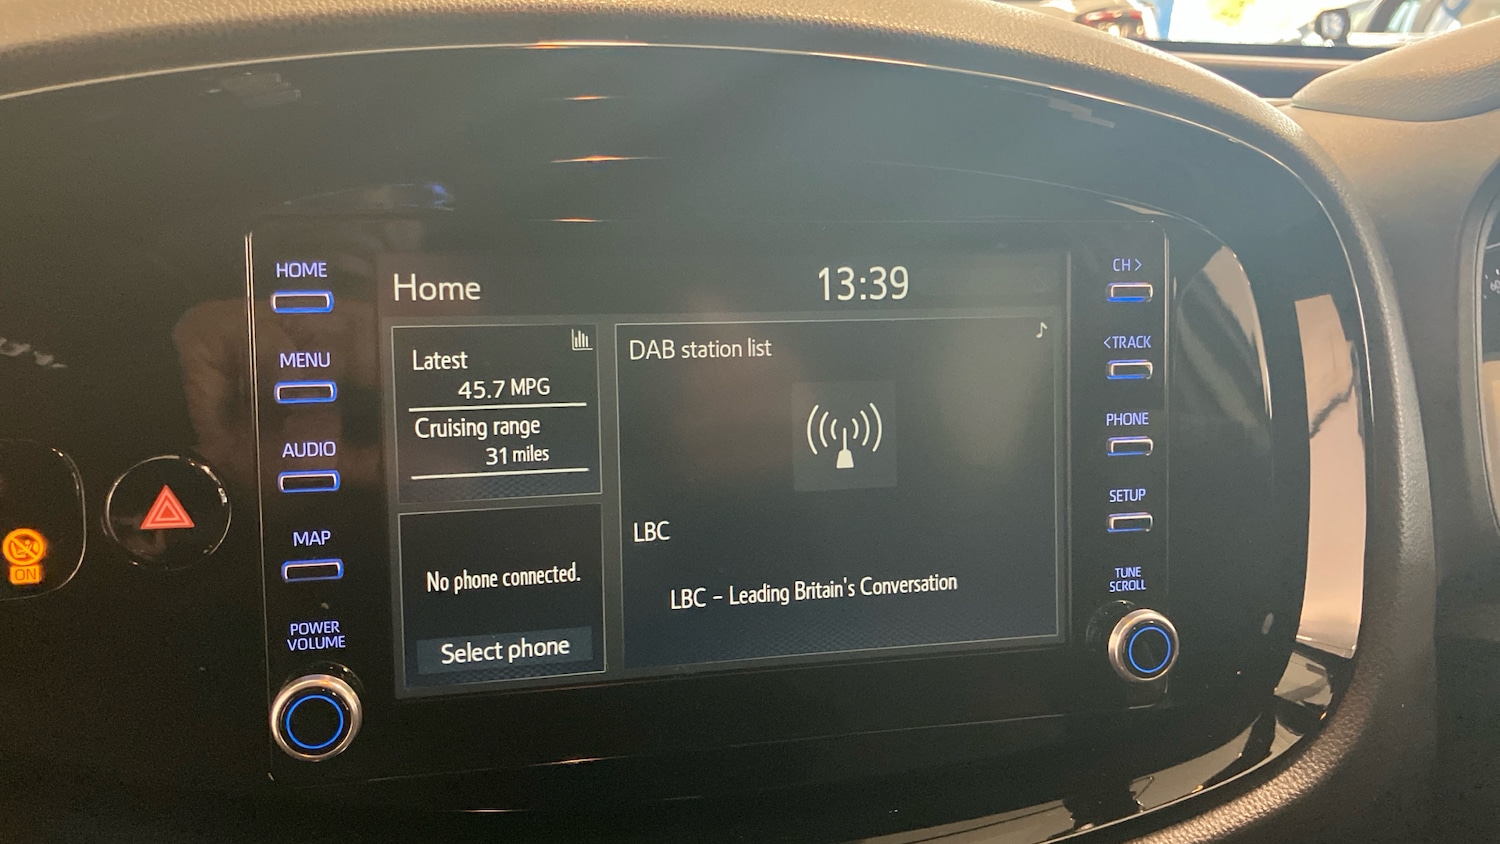 HOME
MENU
AUDIO
MAP
POWER
VOLUME
ON
Home
13:39
Latest
45.7 MPG
Cruising range
31 miles
No phone connected.
Select phone
DAB station list
LBC
LBC - Leading Britain's Conversation
CH >
<TRACK
PHONE
SETUP
TUNE
SCROLL